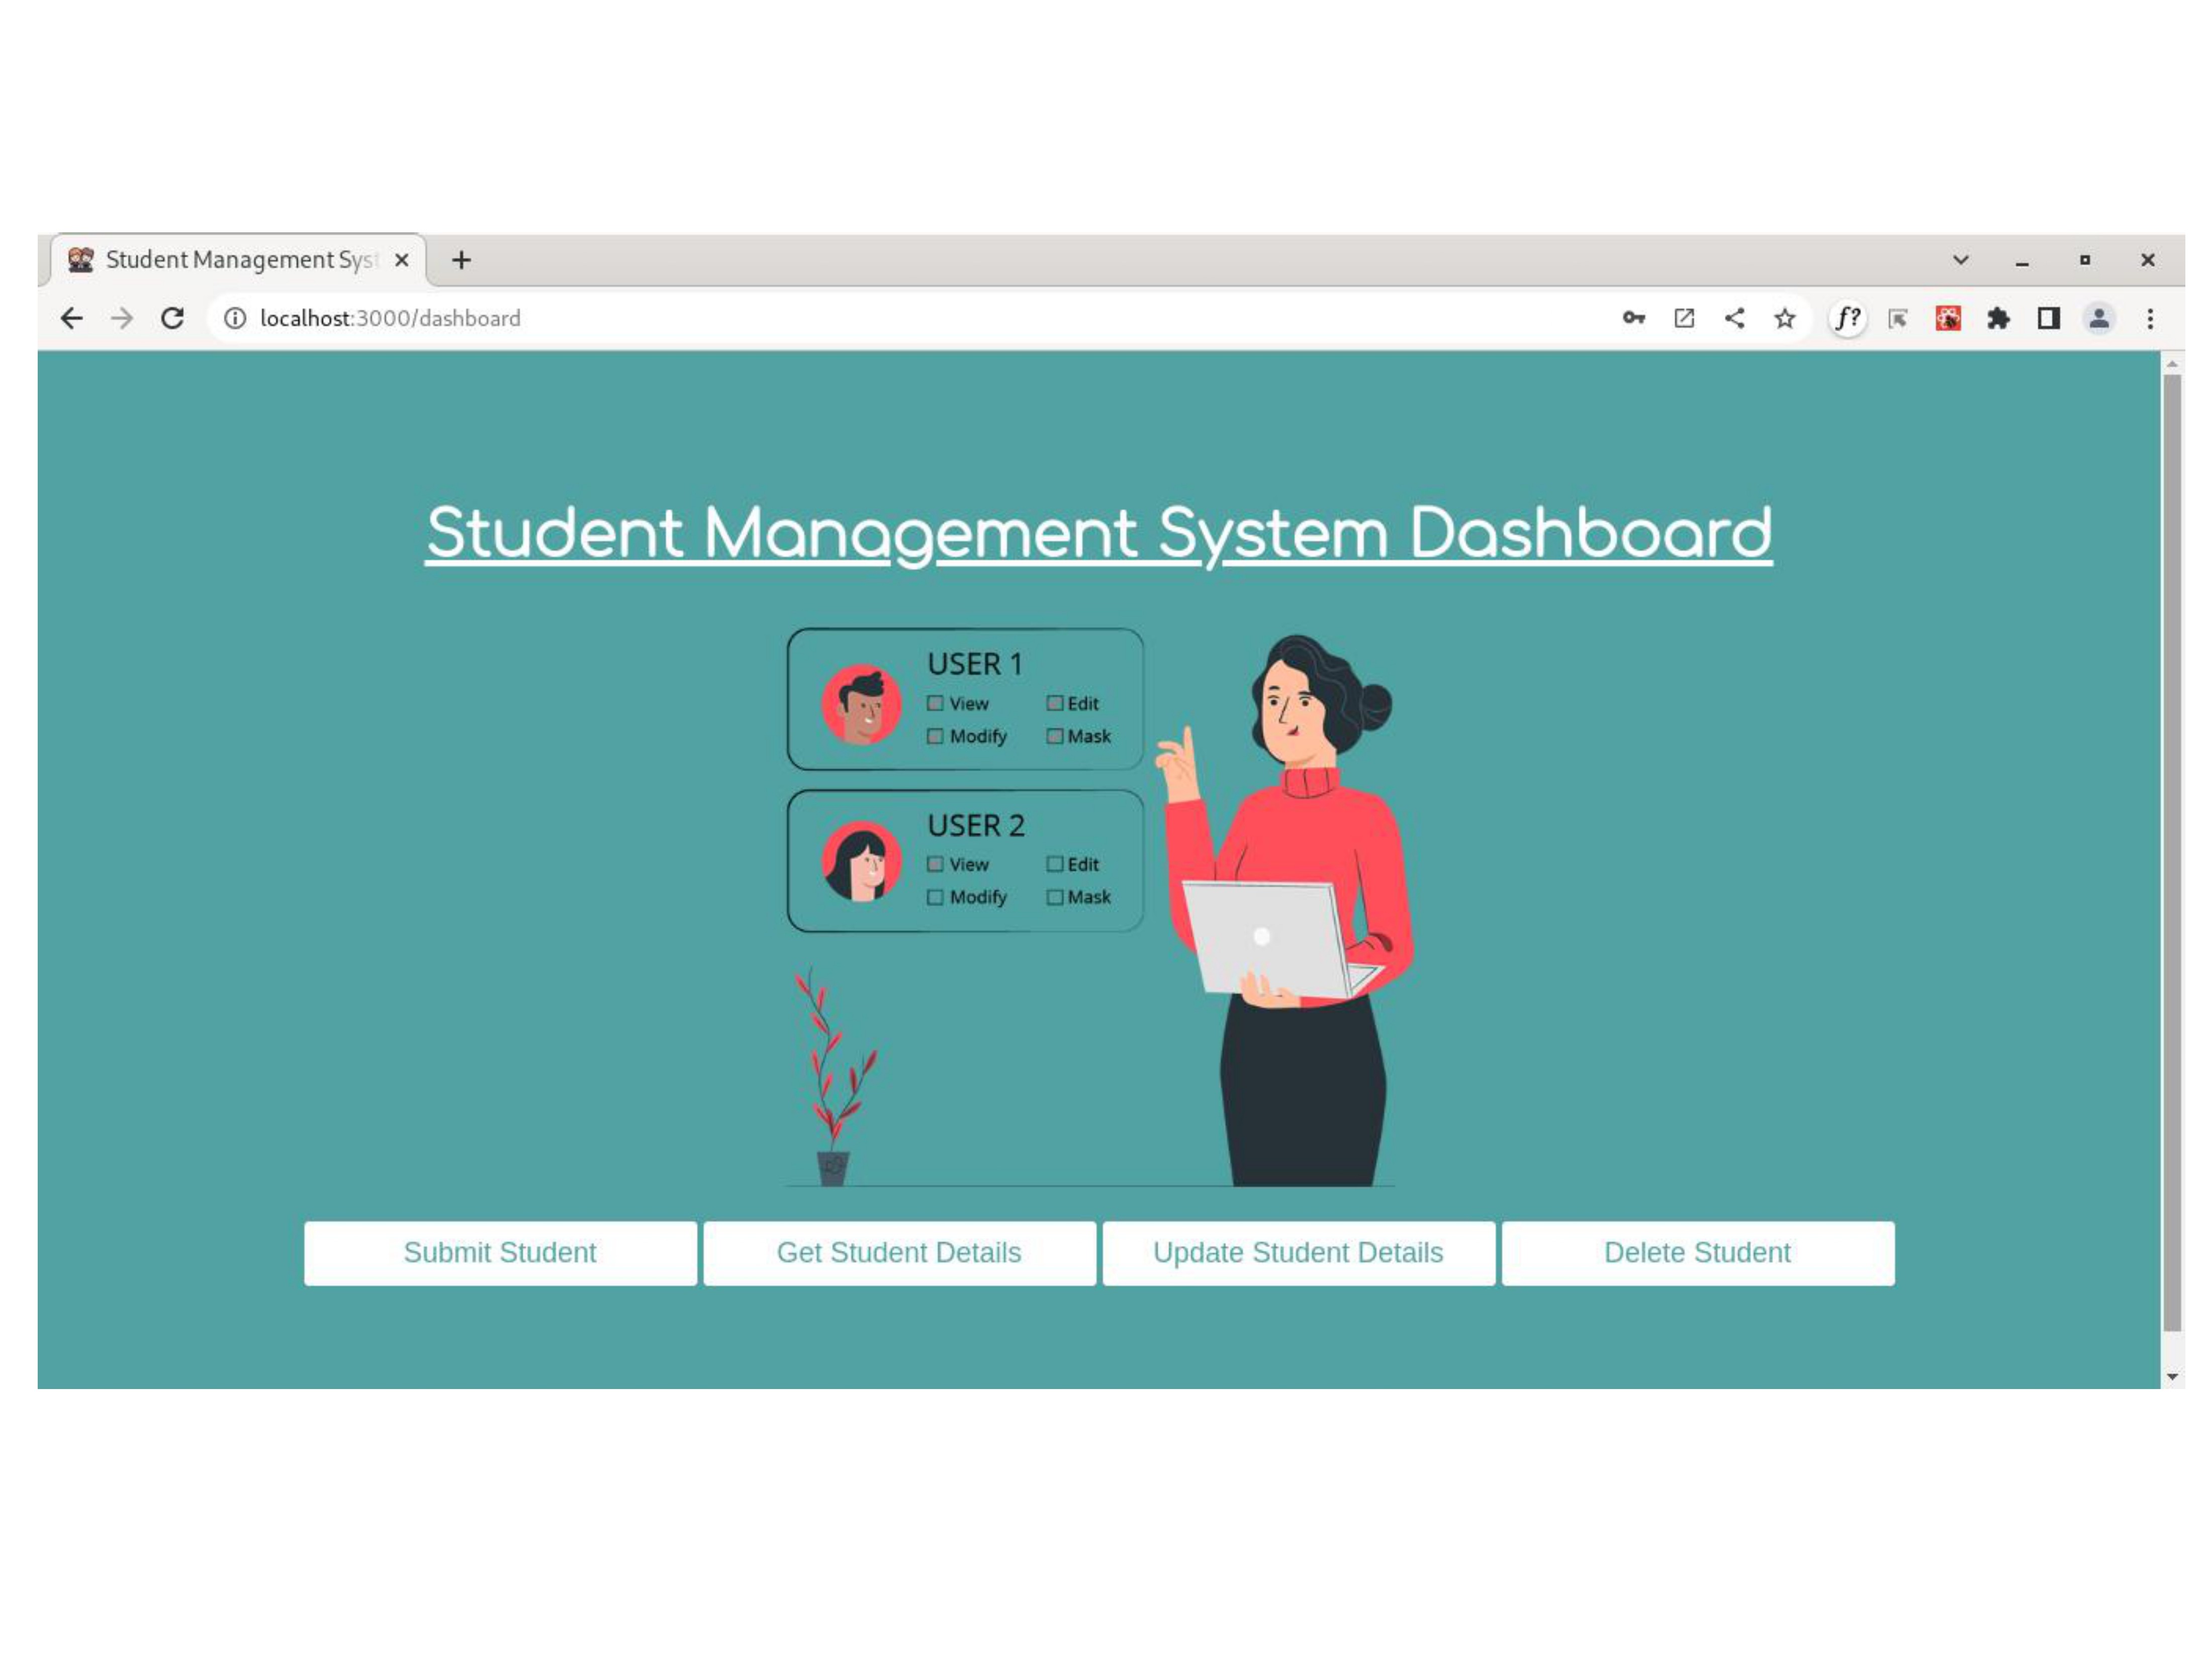 Student Management Syst
localhost:3000/dashboard
f?
Student Management System Dashboard
USER 1
View Edit
Modify Mask
USER 2
View Edit
Modify Mask
Submit Student Get Student Details Update Student Details Delete Student